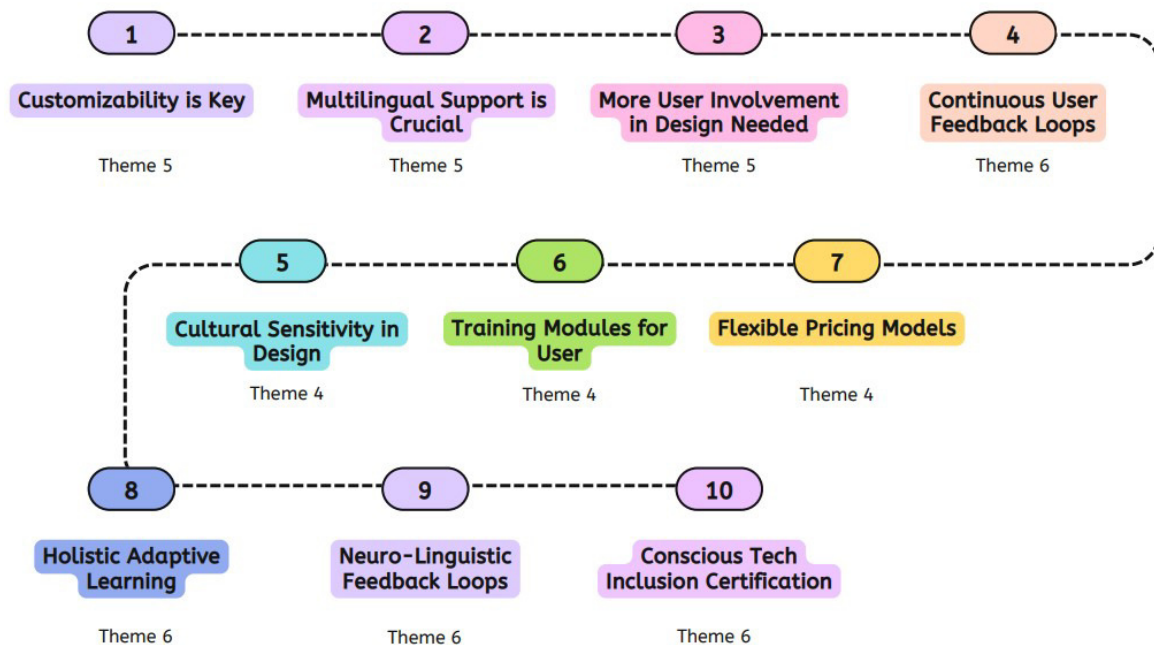 1
2
3
4
Customizability is Key
Multilingual Support is
Crucial
More User Involvement
in Design Needed
Continuous User
Feedback Loops
Theme 5
Theme 5
Theme 5
Theme 6
5
6
7
Cultural Sensitivity in
Design
Training Modules for
User
Flexible Pricing Models
Theme 4
Theme 4
Theme 4
8
9
10
Holistic Adaptive
Learning
Neuro-Linguistic
Feedback Loops
Conscious Tech
Inclusion Certification
Theme 6
Theme 6
Theme 6